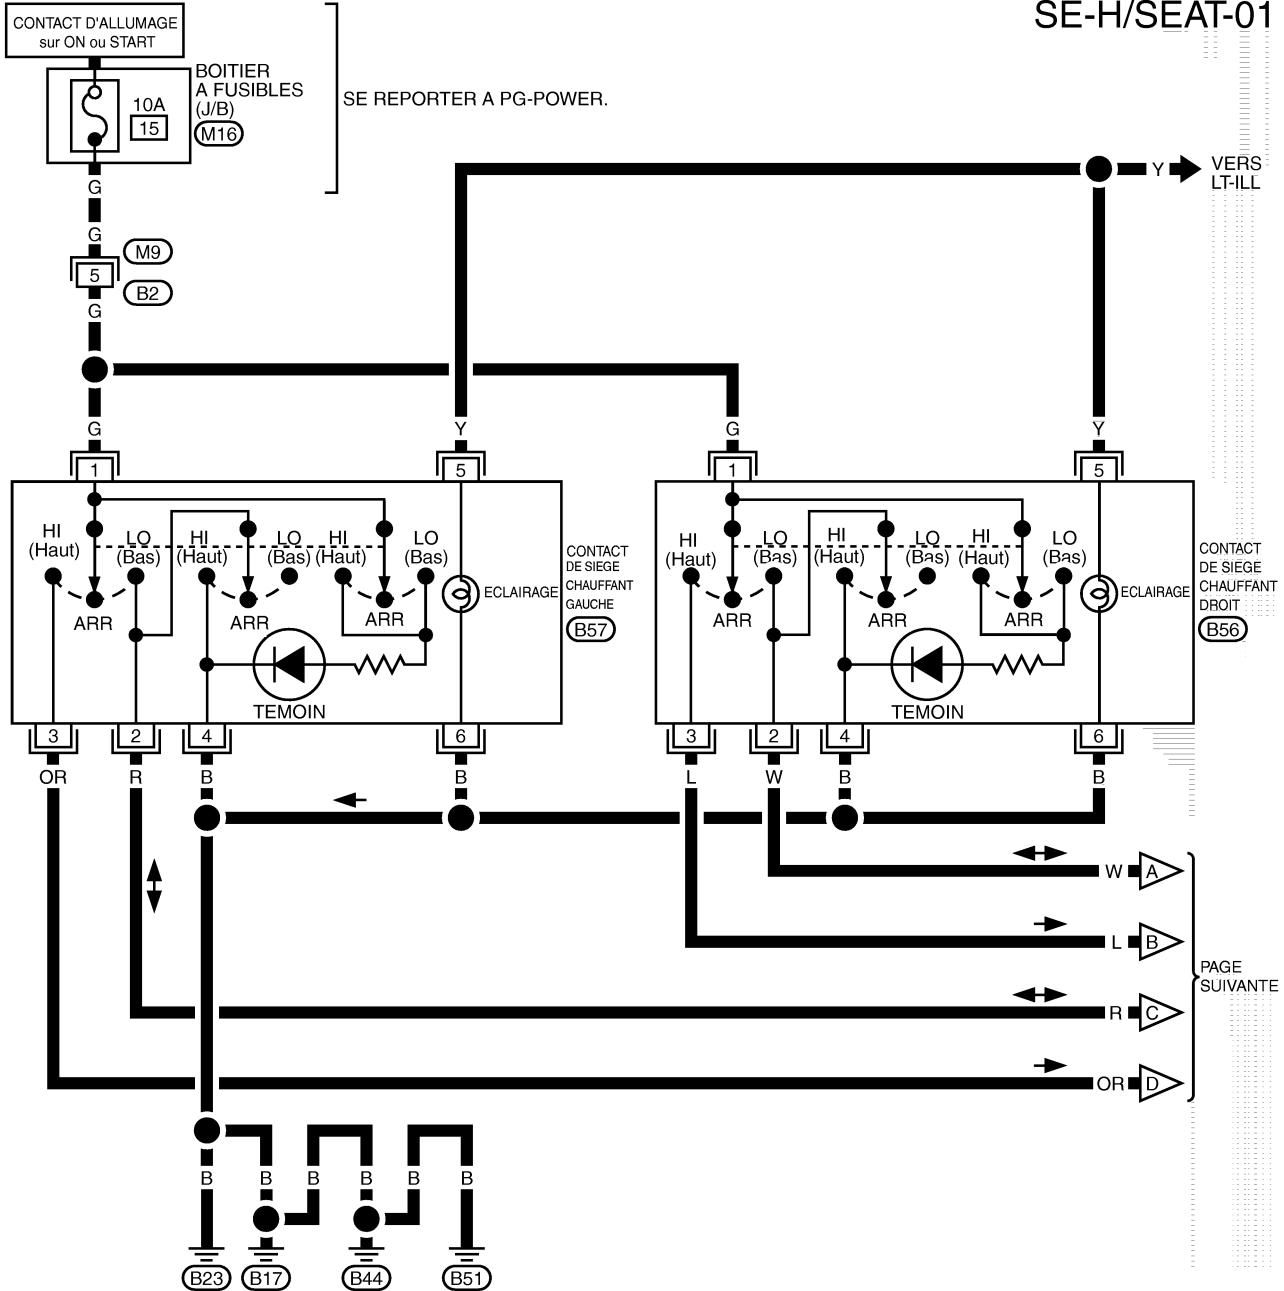 SE-H/SEAT-01
CONTACT D'ALLUMAGE
sur ON ou START
BOITIER
A FUSIBLES
(J/B)
M16
10A
15
SE REPORTER A PG-POWER.
G
G
M9
5
B2
G
Y
VERS
LT-ILL
G
Y
G
Y
1
5
1
5
HI
(Haut)
LO
(Bas)
HI
(Haut)
LO
(Bas)
HI
(Haut)
LO
(Bas)
ARR
ARR
ARR
ECLAIRAGE
TEMOIN
CONTACT
DE SIEGE
CHAUFFANT
GAUCHE
B57
HI
(Haut)
LO
(Bas)
HI
(Haut)
LO
(Bas)
HI
(Haut)
LO
(Bas)
ARR
ARR
ARR
ECLAIRAGE
TEMOIN
CONTACT
DE SIEGE
CHAUFFANT
DROIT
B56
3
2
4
6
3
2
4
6
OR
R
B
B
L
W
B
B
W
A
L
B
R
C
OR
D
PAGE
SUIVANTE
B
B
B
B
B
B
B23
B17
B44
B51